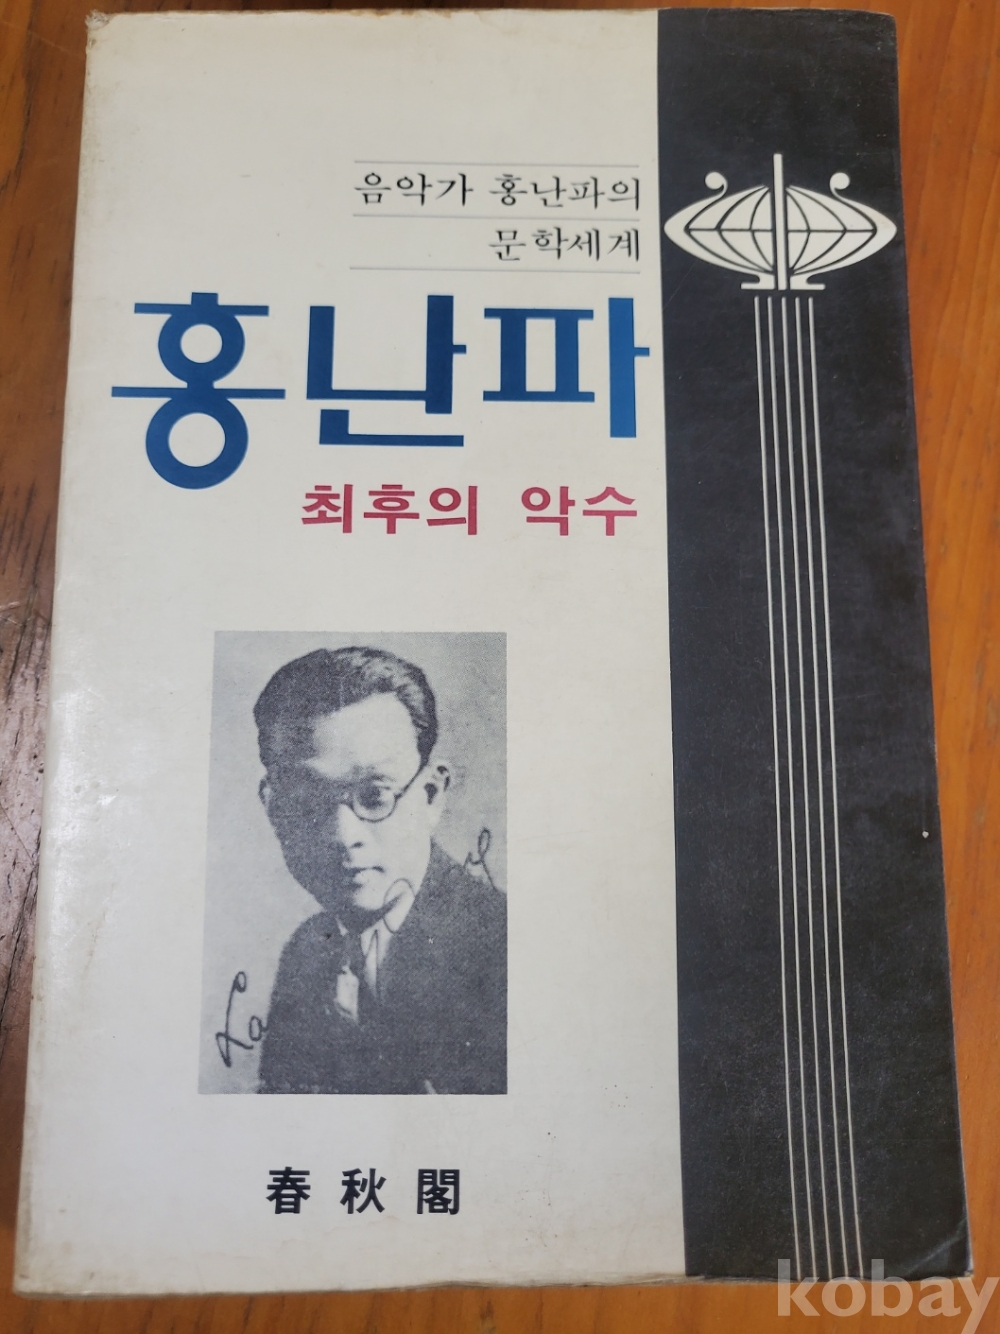 음악가 홍난파의
문학세계
홍난파
최후의 악수
春秋閣
kobay